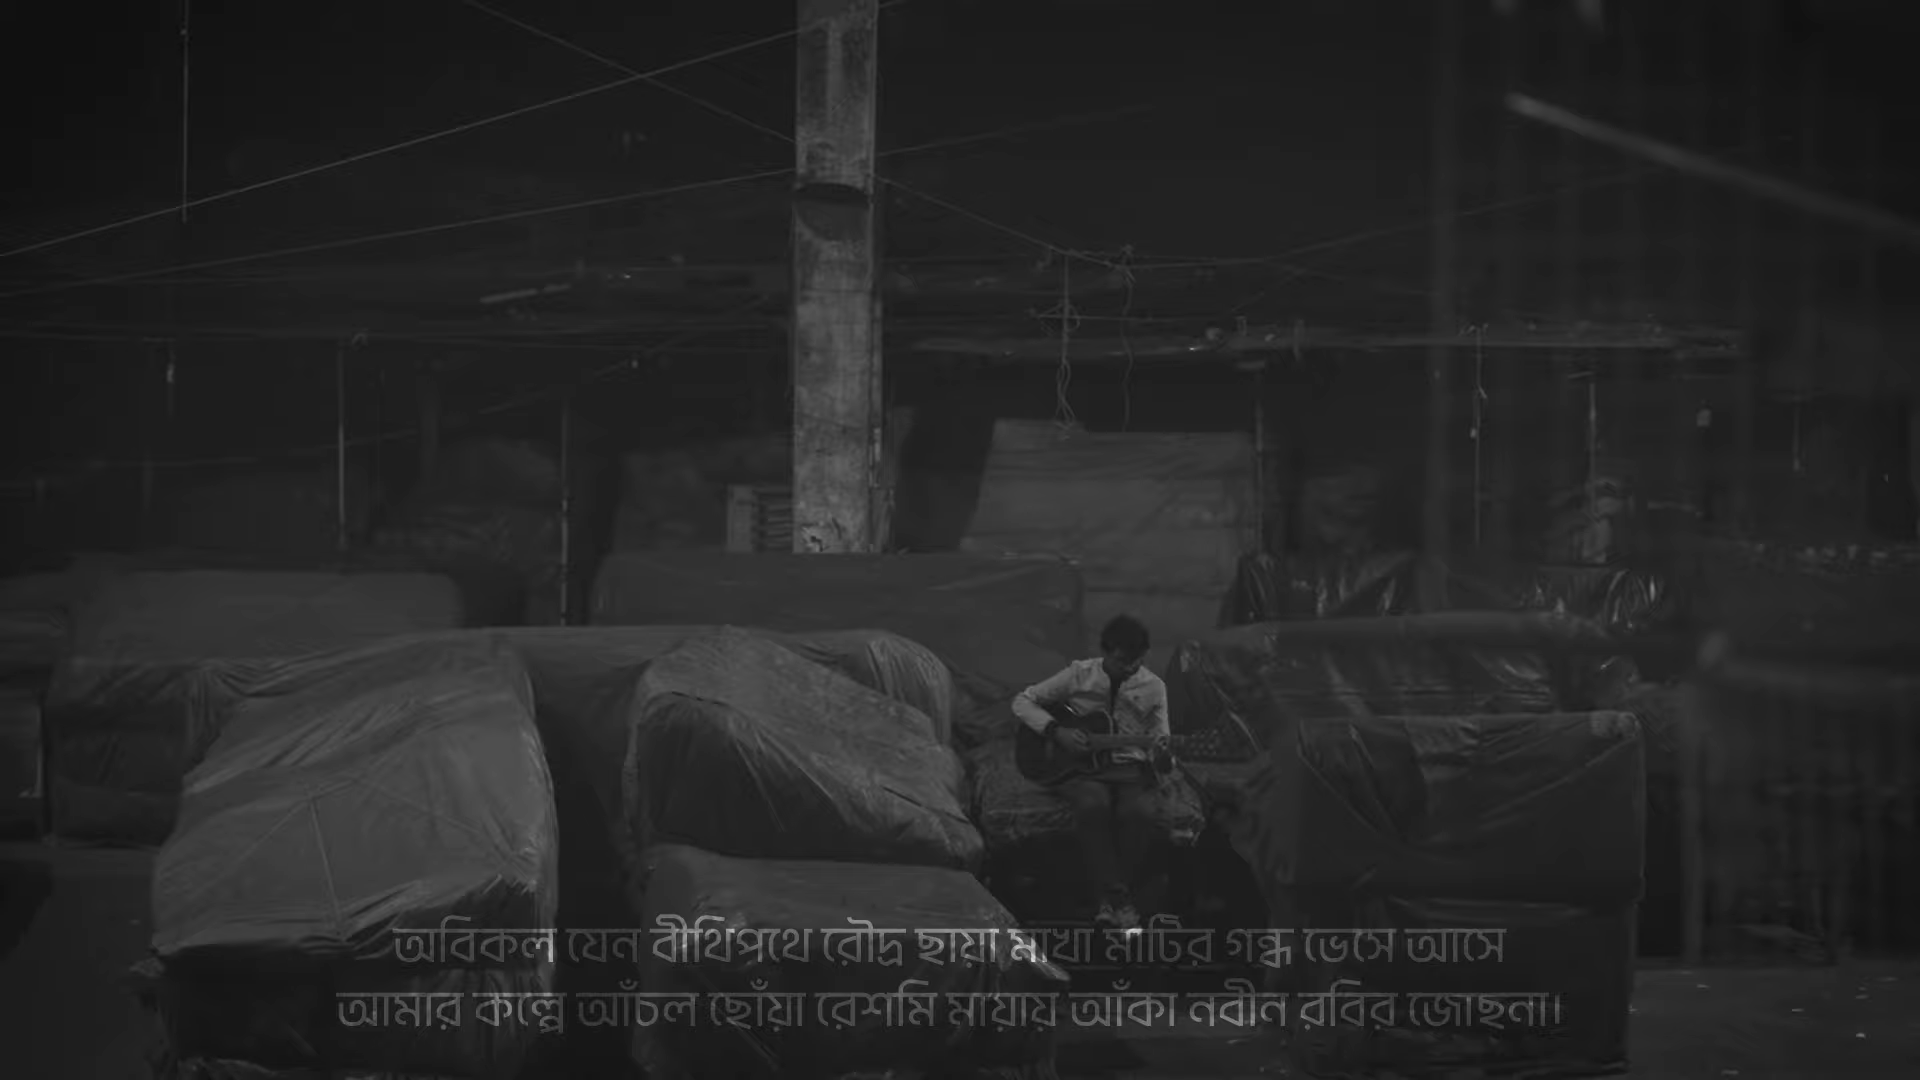 অবিকল যেন বীথিপথে রৌদ্র ছায়া মাখা মাটির গন্ধ ভেসে আসে
আমার কল্পে আঁচল ছোঁয়া রেশমি মায়ায় আঁকা নবীন রবির জোছনা।